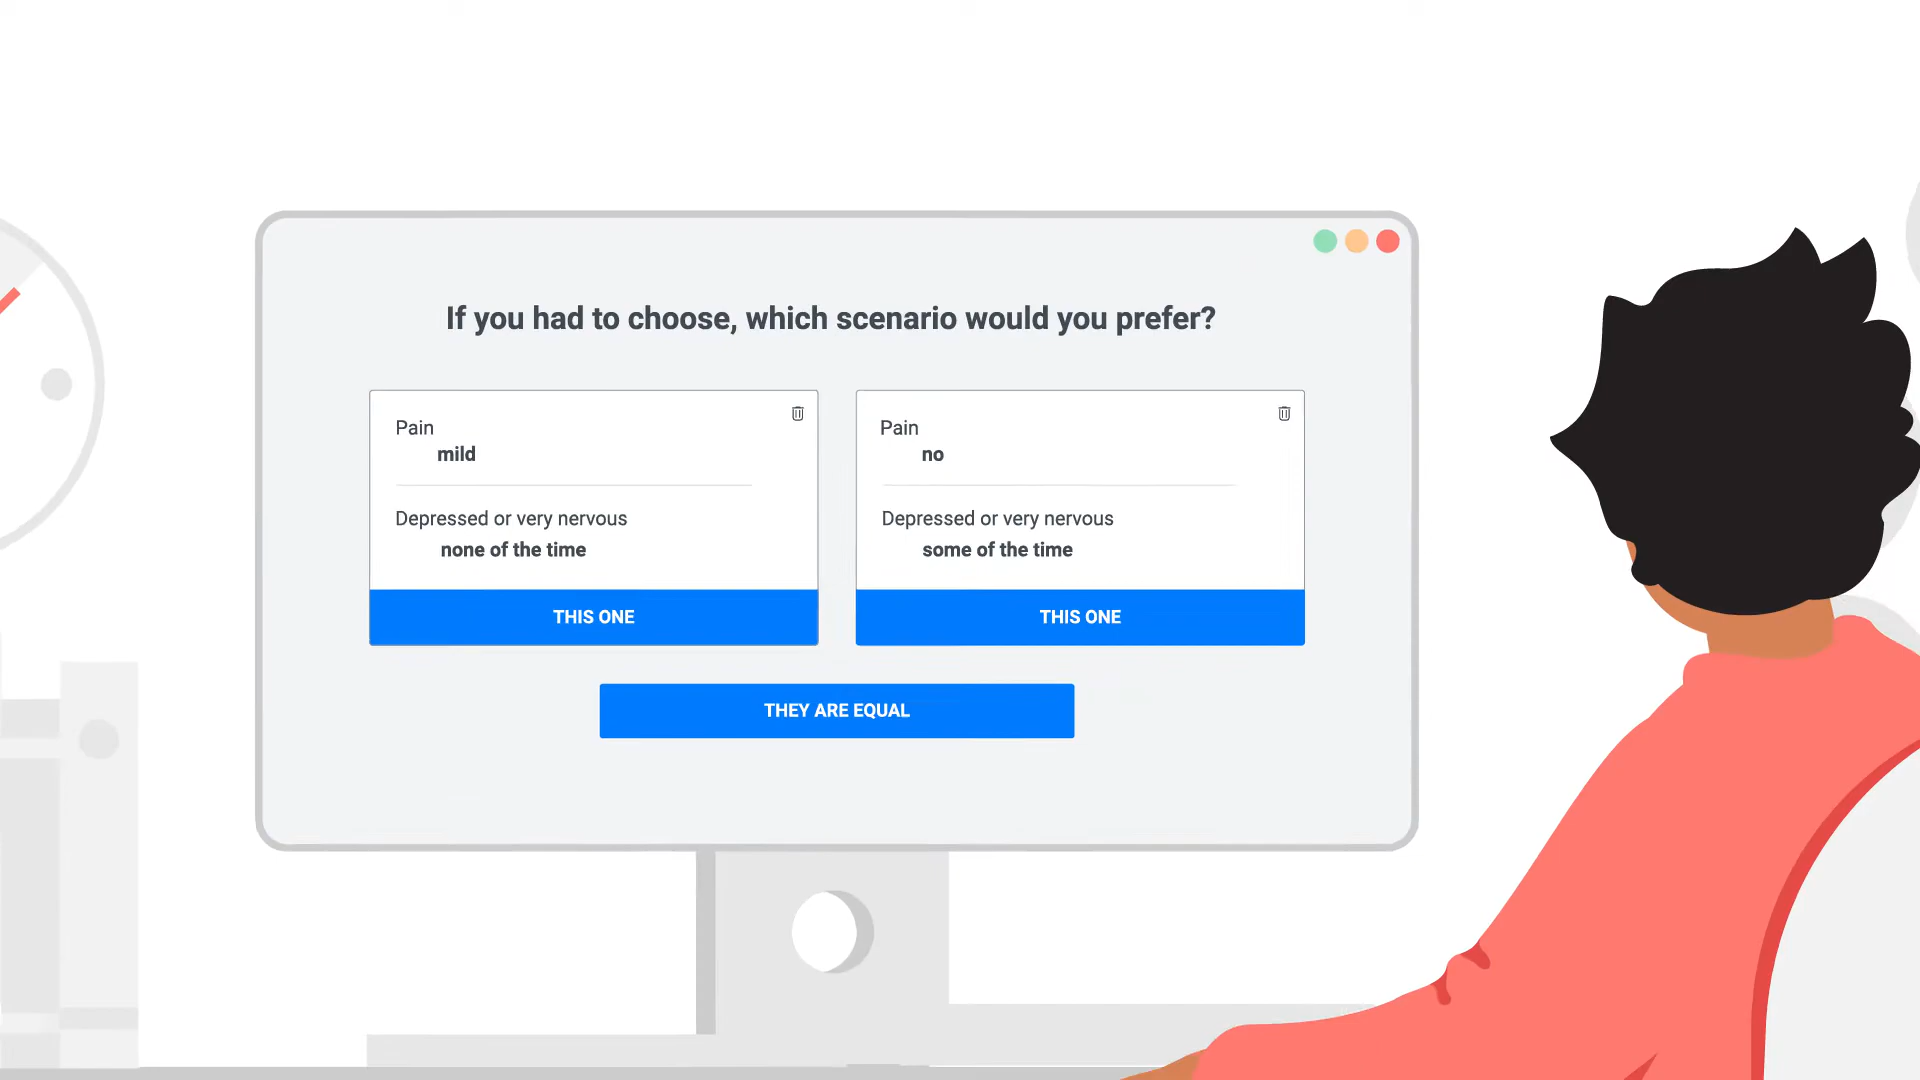 If you had to choose, which scenario would you prefer?
Pain
mild
Depressed or very nervous
none of the time
THIS ONE
Pain
no
Depressed or very nervous
some of the time
THIS ONE
THEY ARE EQUAL